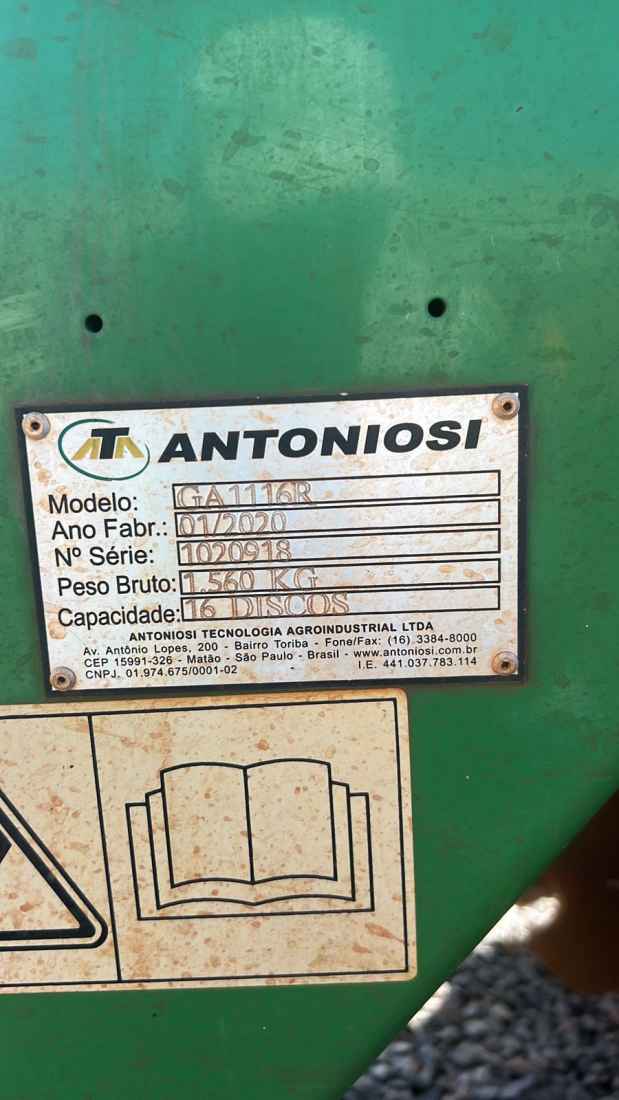 ATA ANTONIOSI
Modelo: GA1116R
Ano Fabr.: 01/2020
Nº Série: 1020918
Peso Bruto: 1.560 KG
Capacidade: 16 DISCOS
ANTONIOSI TECNOLOGIA AGROINDUSTRIAL LTDA
Av. Antônio Lopes, 200 - Bairro Toriba - Fone/Fax: (16) 3384-8000
CEP 15991-326 - Matão - São Paulo - Brasil - www.antoniosi.com.br
CNPJ. 01.974.675/0001-02 - I.E. 441.037.783.114